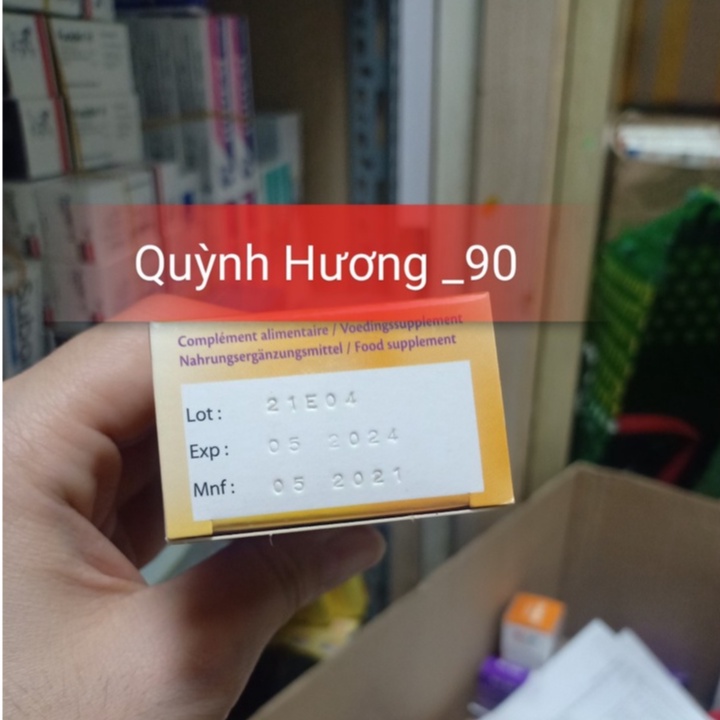 Quỳnh Hương _90
Complément alimentaire / Voedingssupplement
Nahrungsergänzungsmittel / Food supplement
Lot : 21E04
Exp : 05 2024
Mnf : 05 2021